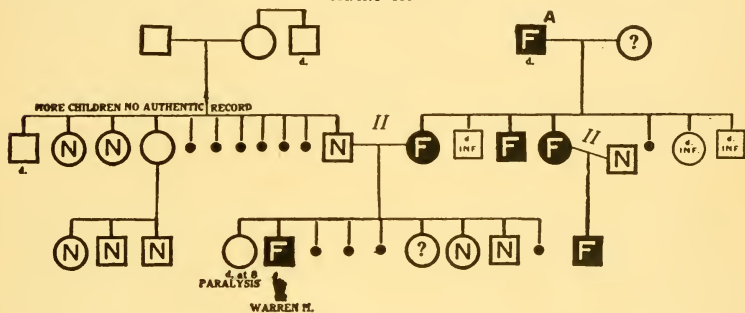 A
F
?
d.
d.
MORE CHILDREN NO AUTHENTIC RECORD
II
II
N
N
N
F
d. INF.
F
F
N
d. INF.
d. INF.
d.
N
N
N
F
?
N
N
F
d. at 8
PARALYSIS
WARREN M.